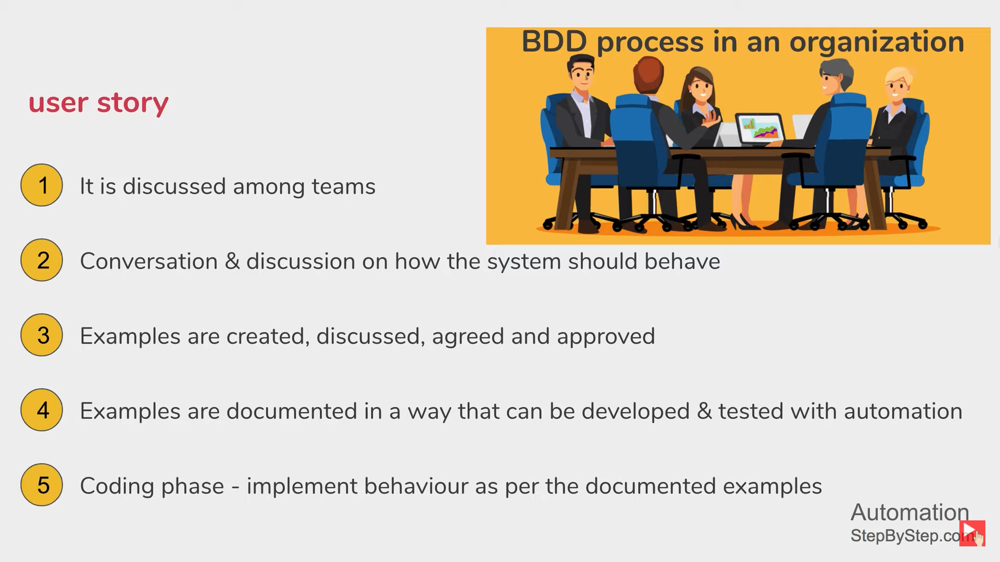 BDD process in an organization
user story
1 It is discussed among teams
2 Conversation & discussion on how the system should behave
3 Examples are created, discussed, agreed and approved
4 Examples are documented in a way that can be developed & tested with automation
5 Coding phase - implement behaviour as per the documented examples
Automation
StepByStep.com